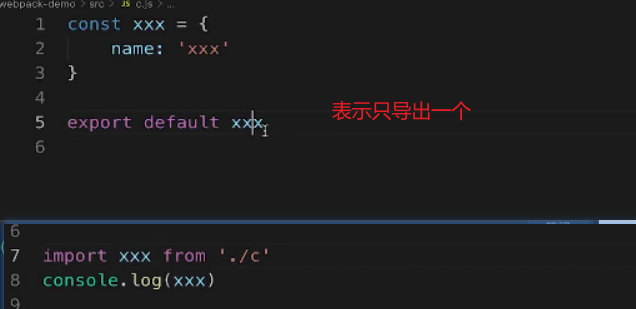 webpack-demo > src > JS c.js > ...
1 const xxx = {
2 name: 'xxx'
3 }
4
5 export default xxx
表示只导出一个
6
6
7 import xxx from './c'
8 console.log(xxx)
9